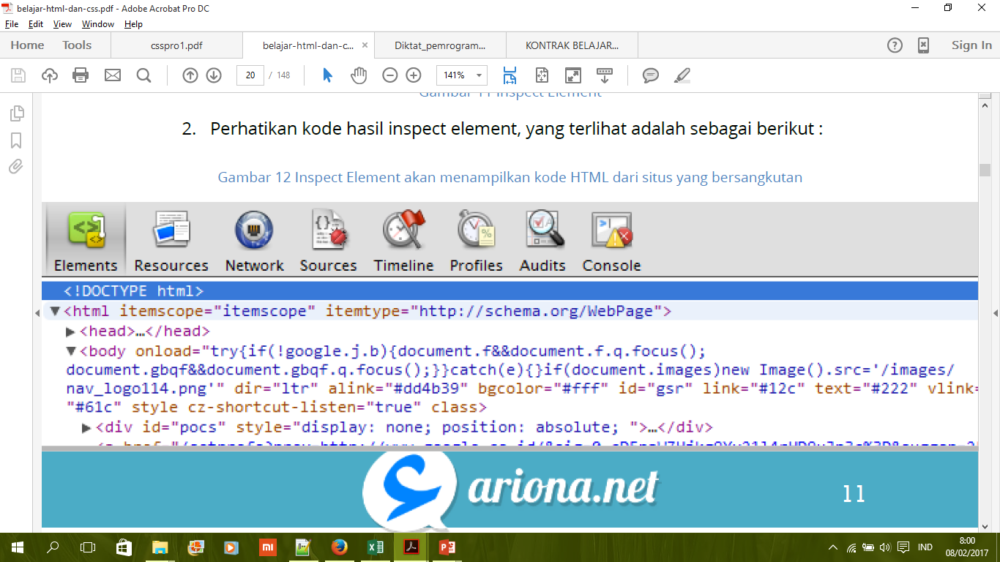 belajar-html-dan-css.pdf - Adobe Acrobat Pro DC
File Edit View Window Help
Home Tools csspro1.pdf belajar-html-dan-c... × Diktat_pemrogram... KONTRAK BELAJAR... Sign In
20 / 148 141%
Gambar 11 Inspect Element
2. Perhatikan kode hasil inspect element, yang terlihat adalah sebagai berikut :
Gambar 12 Inspect Element akan menampilkan kode HTML dari situs yang bersangkutan
Elements Resources Network Sources Timeline Profiles Audits Console
<!DOCTYPE html>
<html itemscope="itemscope" itemtype="http://schema.org/WebPage">
<head>…</head>
<body onload="try{if(!google.j.b){document.f&&document.f.q.focus();
document.gbqf&&document.gbqf.q.focus();}}catch(e){}if(document.images)new Image().src='/images/
nav_logo114.png'" dir="ltr" alink="#dd4b39" bgcolor="#fff" id="gsr" link="#12c" text="#222" vlink=
"#61c" style cz-shortcut-listen="true" class>
<div id="pocs" style="display: none; position: absolute; ">…</div>
ariona.net
11
IND
8:00
08/02/2017